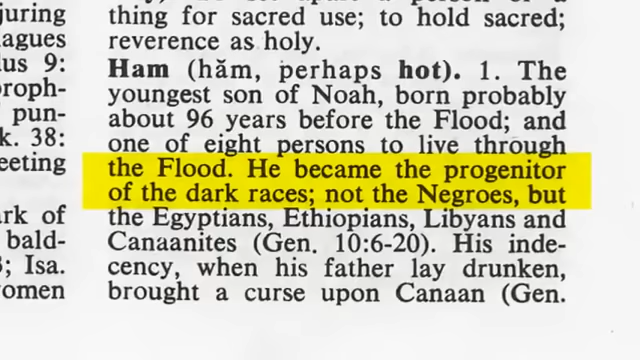 juring
agues
us 9:
roph-
pun-
k. 38:
eeting
rk of
bald-
; Isa.
omen
thing for sacred use; to hold sacred;
reverence as holy.
Ham (hăm, perhaps hot). 1. The
youngest son of Noah, born probably
about 96 years before the Flood; and
one of eight persons to live through
the Flood. He became the progenitor
of the dark races; not the Negroes, but
the Egyptians, Ethiopians, Libyans and
Canaanites (Gen. 10:6-20). His inde-
cency, when his father lay drunken,
brought a curse upon Canaan (Gen.